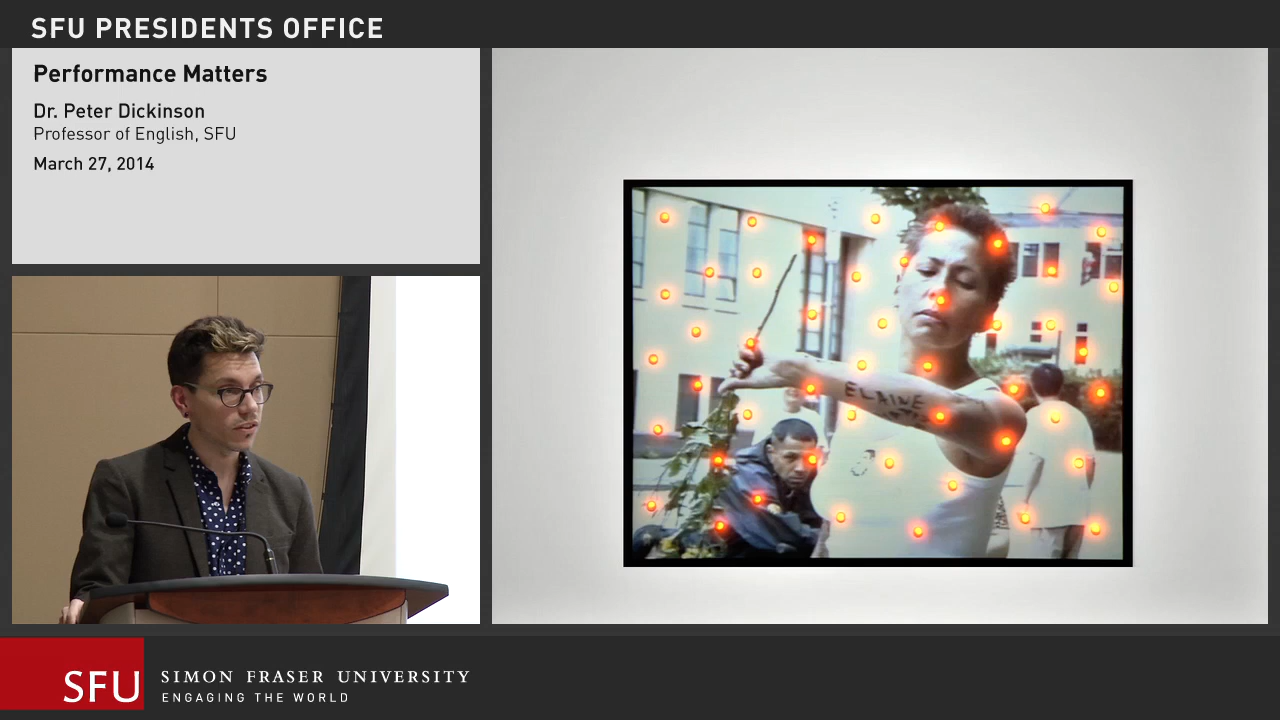 SFU PRESIDENTS OFFICE
Performance Matters
Dr. Peter Dickinson
Professor of English, SFU
March 27, 2014
ELAINE
SFU
SIMON FRASER UNIVERSITY
ENGAGING THE WORLD